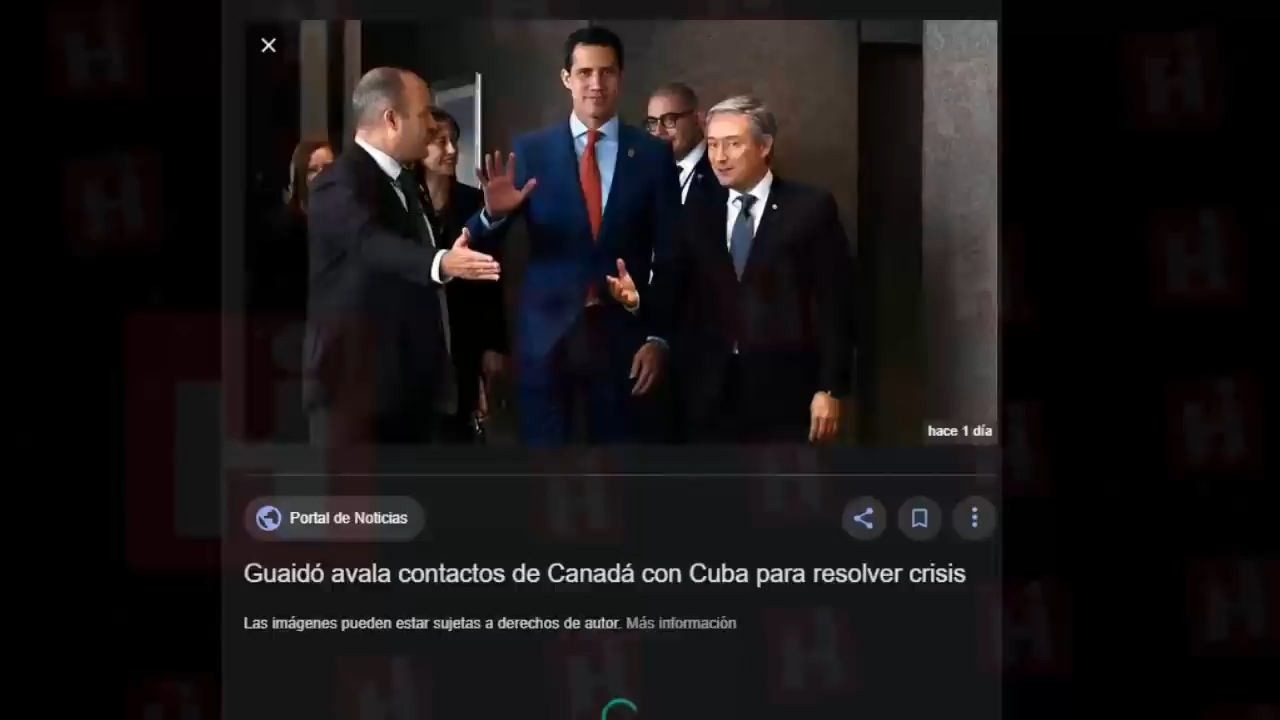 hace 1 día
Portal de Noticias
Guaidó avala contactos de Canadá con Cuba para resolver crisis
Las imágenes pueden estar sujetas a derechos de autor. Más información